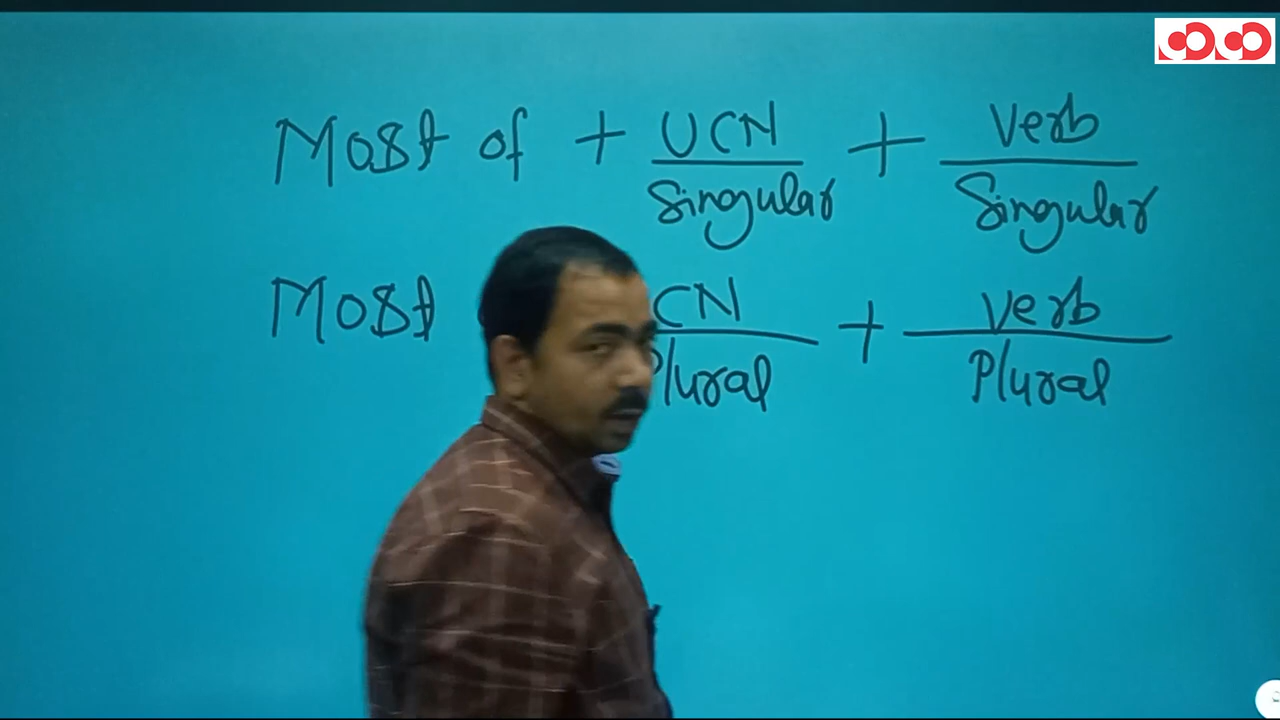 Most of + UCN + Verb
Singular Singular
Most CN + Verb
Plural Plural